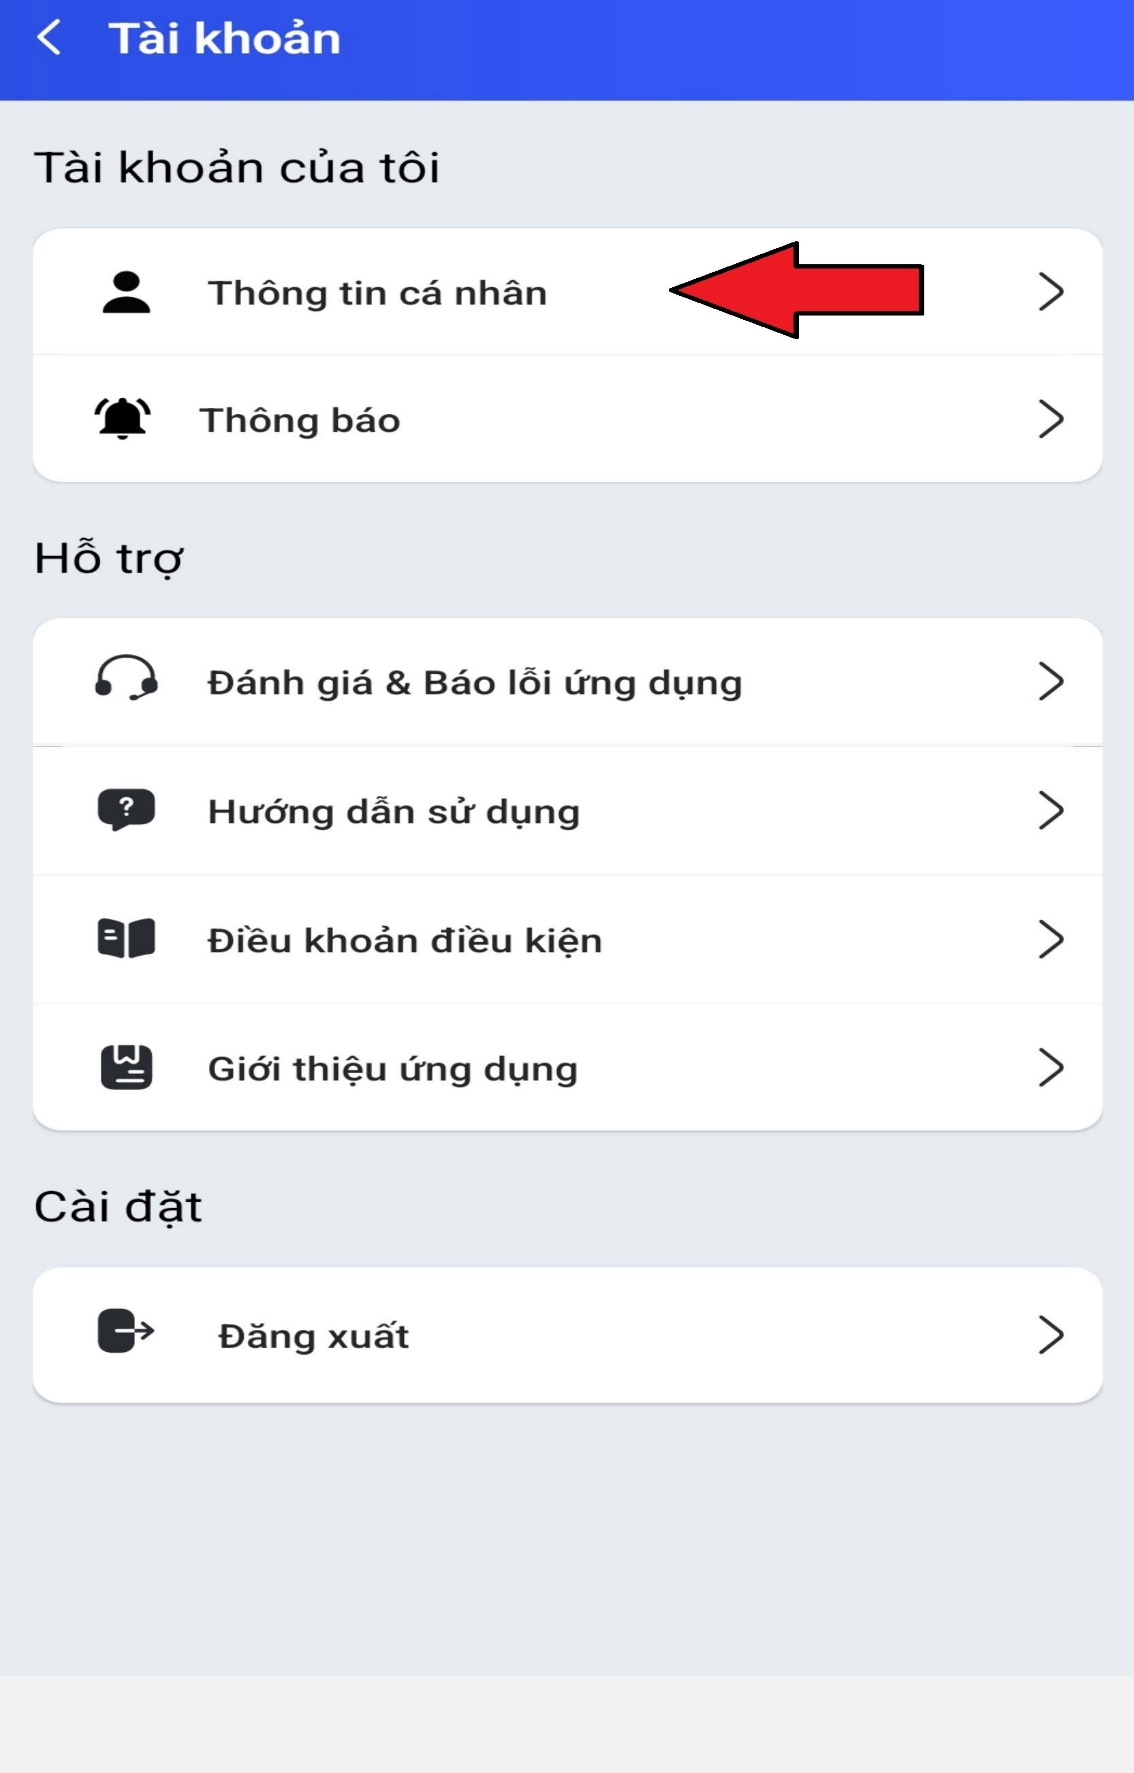 Tài khoản
Tài khoản của tôi
Thông tin cá nhân
Thông báo
Hỗ trợ
Đánh giá & Báo lỗi ứng dụng
Hướng dẫn sử dụng
Điều khoản điều kiện
Giới thiệu ứng dụng
Cài đặt
Đăng xuất